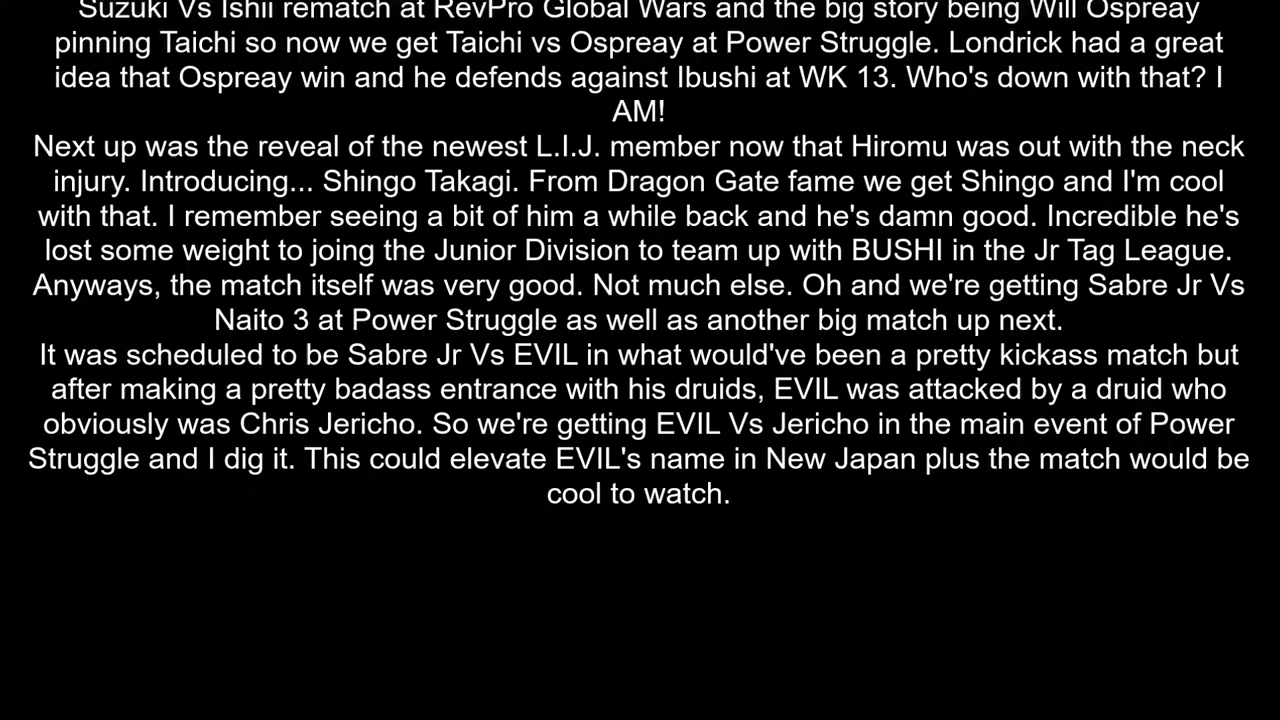 Suzuki Vs Ishii rematch at RevPro Global Wars and the big story being Will Ospreay
pinning Taichi so now we get Taichi vs Ospreay at Power Struggle. Londrick had a great
idea that Ospreay win and he defends against Ibushi at WK 13. Who's down with that? I
AM!
Next up was the reveal of the newest L.I.J. member now that Hiromu was out with the neck
injury. Introducing... Shingo Takagi. From Dragon Gate fame we get Shingo and I'm cool
with that. I remember seeing a bit of him a while back and he's damn good. Incredible he's
lost some weight to joing the Junior Division to team up with BUSHI in the Jr Tag League.
Anyways, the match itself was very good. Not much else. Oh and we're getting Sabre Jr Vs
Naito 3 at Power Struggle as well as another big match up next.
It was scheduled to be Sabre Jr Vs EVIL in what would've been a pretty kickass match but
after making a pretty badass entrance with his druids, EVIL was attacked by a druid who
obviously was Chris Jericho. So we're getting EVIL Vs Jericho in the main event of Power
Struggle and I dig it. This could elevate EVIL's name in New Japan plus the match would be
cool to watch.